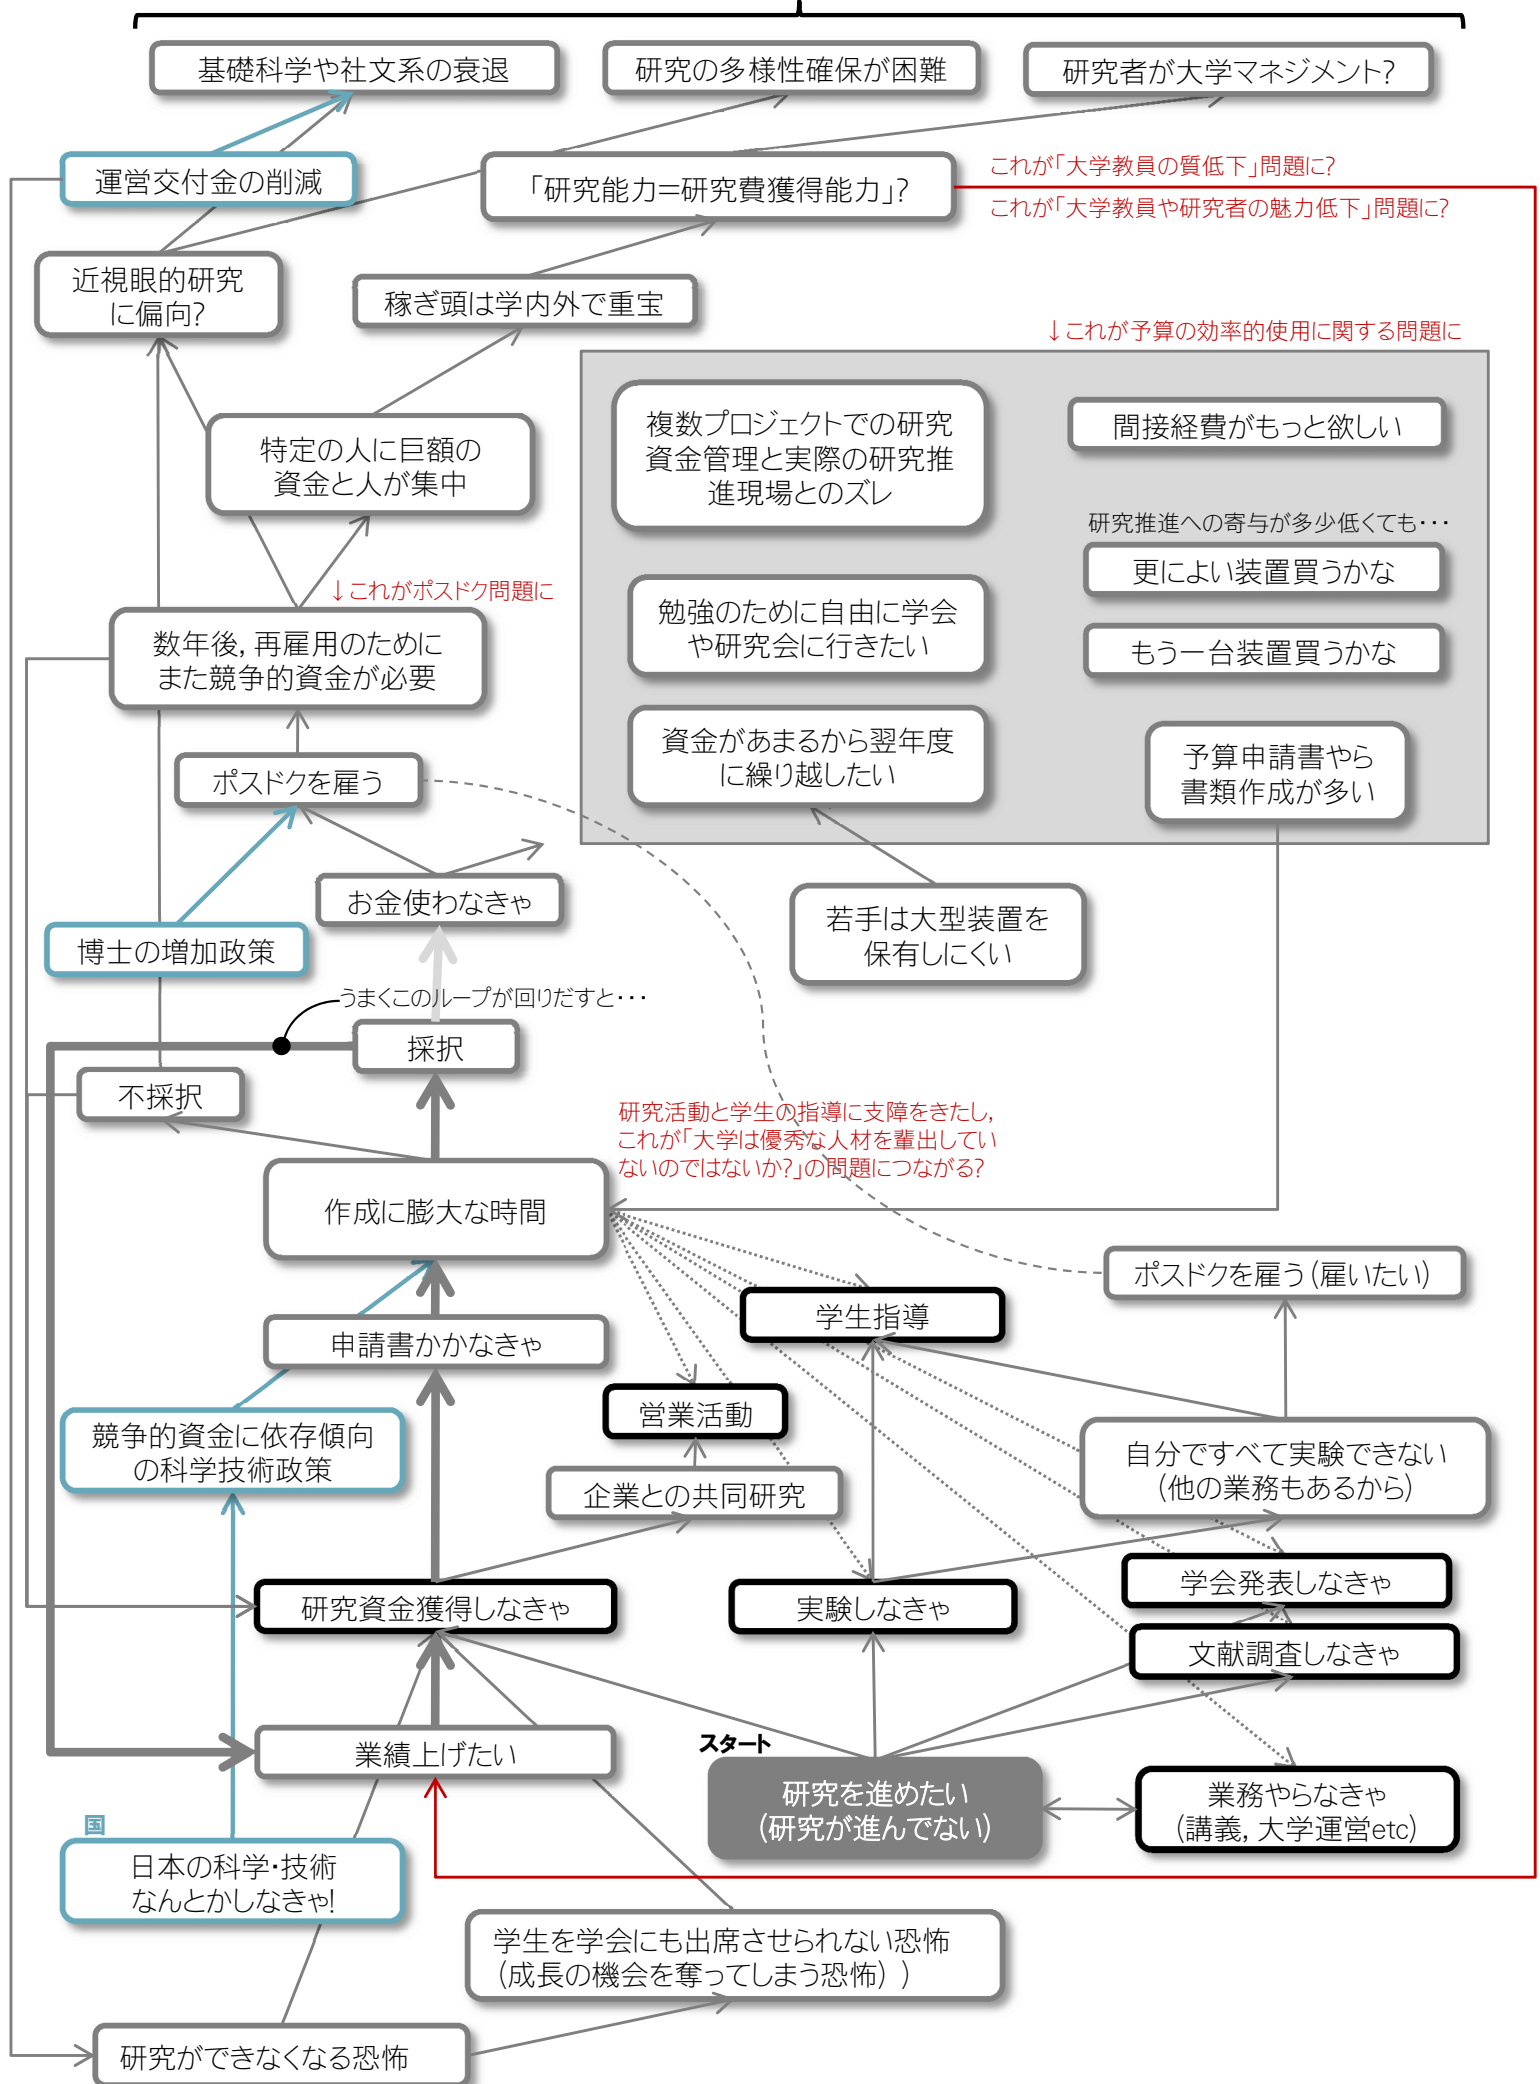 基礎科学や社文系の衰退
研究の多様性確保が困難
研究者が大学マネジメント?
運営交付金の削減
「研究能力=研究費獲得能力」?
これが「大学教員の質低下」問題に?
これが「大学教員や研究者の魅力低下」問題に?
近視眼的研究
に偏向?
稼ぎ頭は学内外で重宝
↓これが予算の効率的使用に関する問題に
複数プロジェクトでの研究
資金管理と実際の研究推
進現場とのズレ
間接経費がもっと欲しい
特定の人に巨額の
資金と人が集中
研究推進への寄与が多少低くても・・・
更によい装置買うかな
↓これがポスドク問題に
勉強のために自由に学会
や研究会に行きたい
もう一台装置買うかな
数年後,再雇用のために
また競争的資金が必要
資金があまるから翌年度
に繰り越したい
予算申請書やら
書類作成が多い
ポスドクを雇う
お金使わなきゃ
若手は大型装置を
保有しにくい
博士の増加政策
うまくこのループが回りだすと・・・
採択
不採択
研究活動と学生の指導に支障をきたし,
これが「大学は優秀な人材を輩出してい
ないのではないか?」の問題につながる?
作成に膨大な時間
ポスドクを雇う(雇いたい)
学生指導
申請書かかなきゃ
営業活動
競争的資金に依存傾向
の科学技術政策
自分ですべて実験できない
(他の業務もあるから)
企業との共同研究
学会発表しなきゃ
研究資金獲得しなきゃ
実験しなきゃ
文献調査しなきゃ
業績上げたい
スタート
研究を進めたい
(研究が進んでない)
業務やらなきゃ
(講義,大学運営etc)
国
日本の科学・技術
なんとかしなきゃ!
学生を学会にも出席させられない恐怖
(成長の機会を奪ってしまう恐怖))
研究ができなくなる恐怖